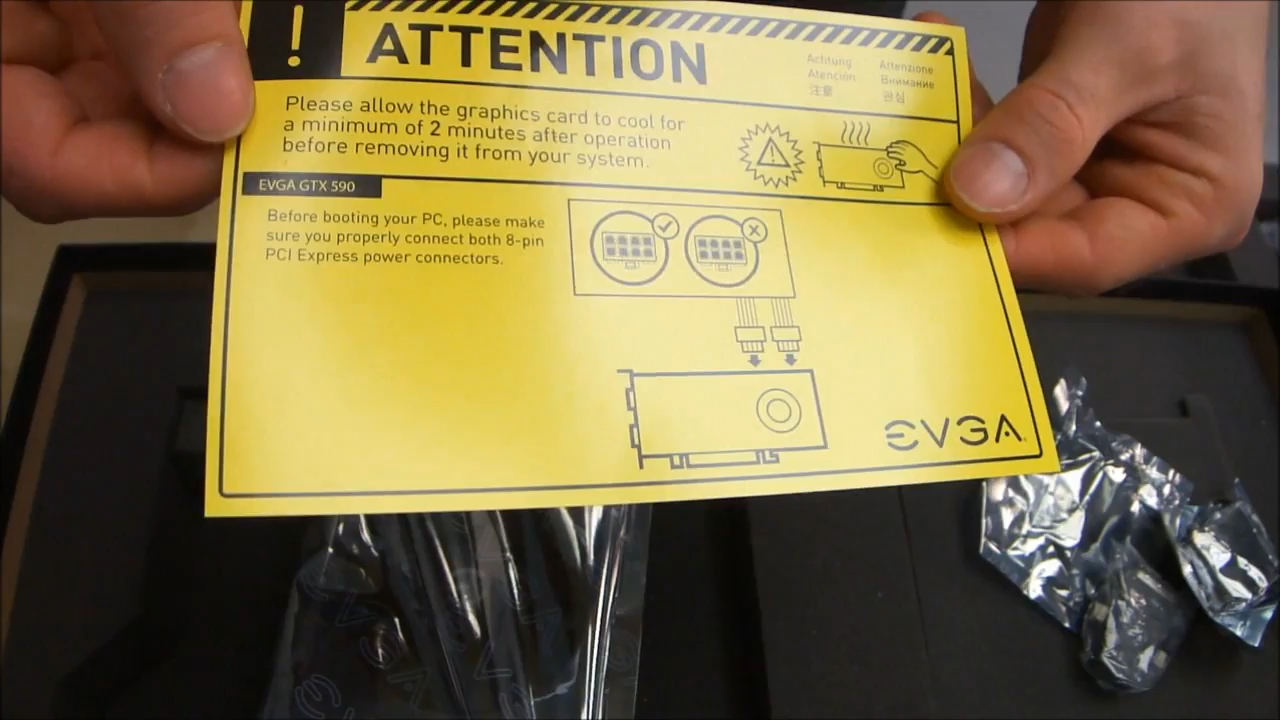 !
ATTENTION
Achtung Attenzione
Atención Внимание
注意 관심
Please allow the graphics card to cool for
a minimum of 2 minutes after operation
before removing it from your system.
!
EVGA GTX 590
Before booting your PC, please make
sure you properly connect both 8-pin
PCI Express power connectors.
EVGA